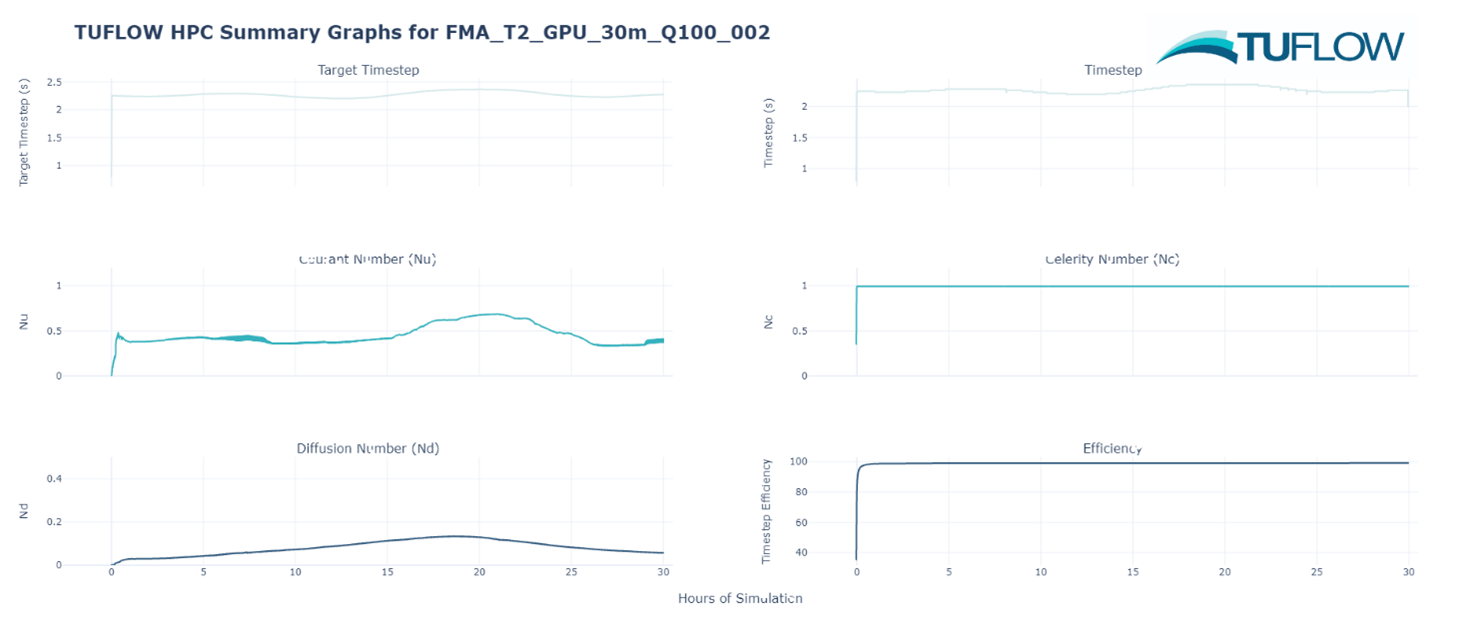 TUFLOW HPC Summary Graphs for FMA_T2_GPU_30m_Q100_002
TUFLOW
Target Timestep
Target Timestep (s)
2.5
2
1.5
1
Timestep
Timestep (s)
2
1.5
1
Courant Number (Nu)
Nu
1
0.5
0
Celerity Number (Nc)
Nc
1
0.5
0
Diffusion Number (Nd)
Nd
0.4
0.2
0
0 5 10 15 20 25 30
Efficiency
Timestep Efficiency
100
80
60
40
0 5 10 15 20 25 30
Hours of Simulation